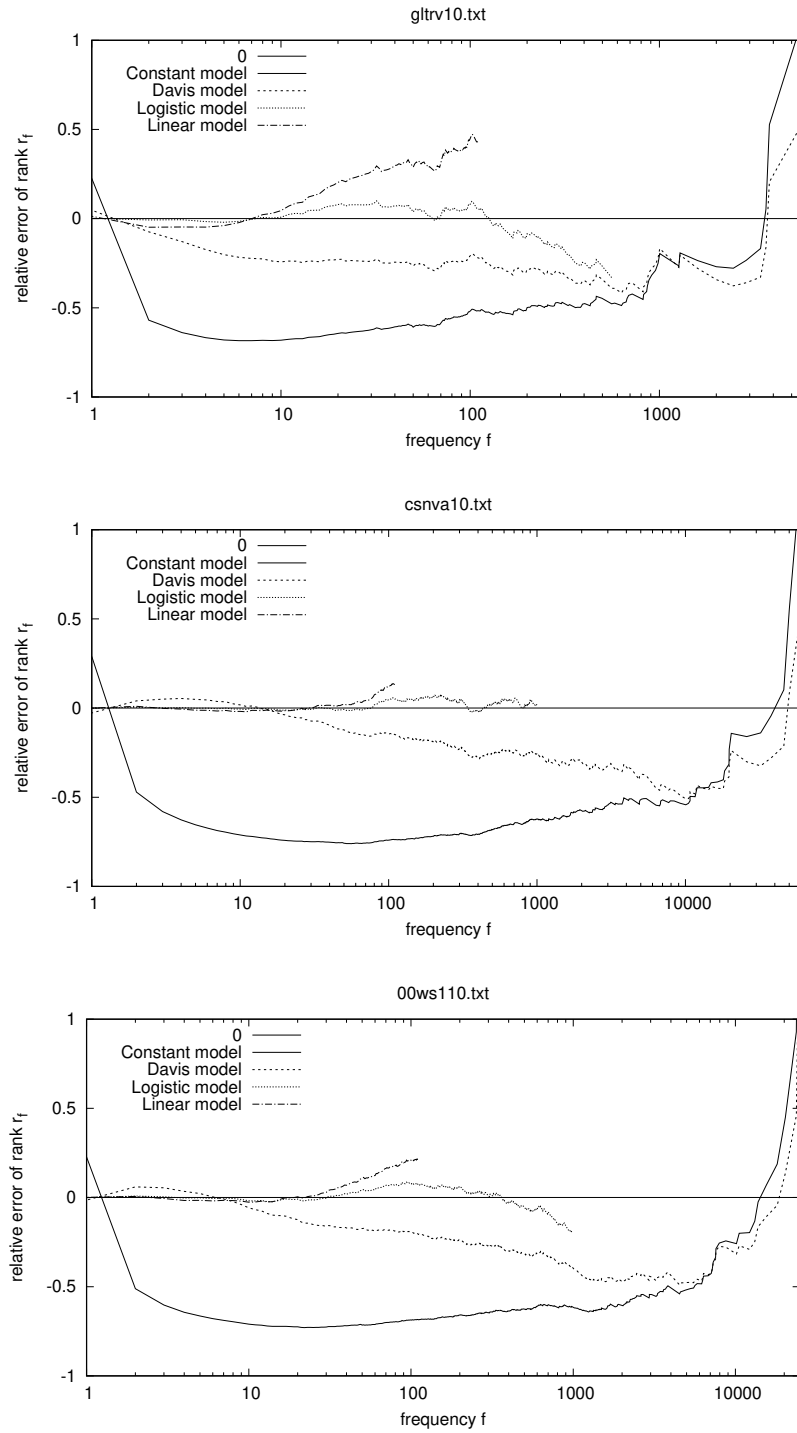 gltrv10.txt
1
0
Constant model
Davis model
Logistic model
Linear model
0.5
0
-0.5
-1
relative error of rank r_f
1 10 100 1000
frequency f
csnva10.txt
1
0
Constant model
Davis model
Logistic model
Linear model
0.5
0
-0.5
-1
relative error of rank r_f
1 10 100 1000 10000
frequency f
00ws110.txt
1
0
Constant model
Davis model
Logistic model
Linear model
0.5
0
-0.5
-1
relative error of rank r_f
1 10 100 1000 10000
frequency f